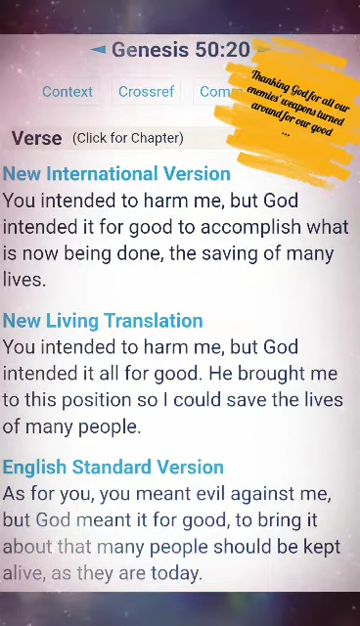 ◄ Genesis 50:20
Thanking God for all our
enemies' weapons turned
around for our good
...
Context Crossref
Verse (Click for Chapter)
New International Version
You intended to harm me, but God
intended it for good to accomplish what
is now being done, the saving of many
lives.
New Living Translation
You intended to harm me, but God
intended it all for good. He brought me
to this position so I could save the lives
of many people.
English Standard Version
As for you, you meant evil against me,
but God meant it for good, to bring it
about that many people should be kept
alive, as they are today.